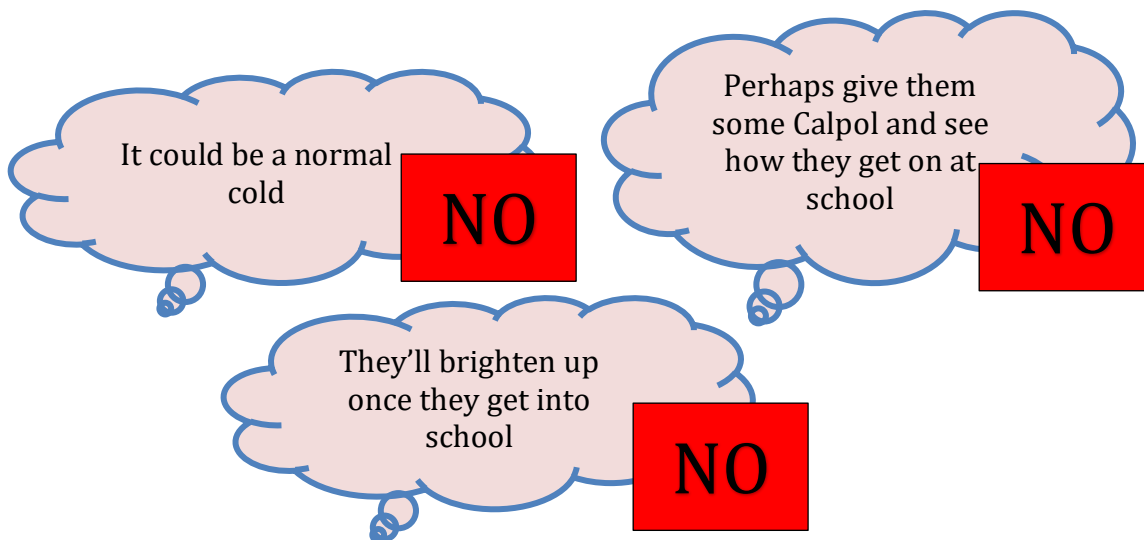 It could be a normal
cold
NO
Perhaps give them
some Calpol and see
how they get on at
school
NO
They’ll brighten up
once they get into
school
NO